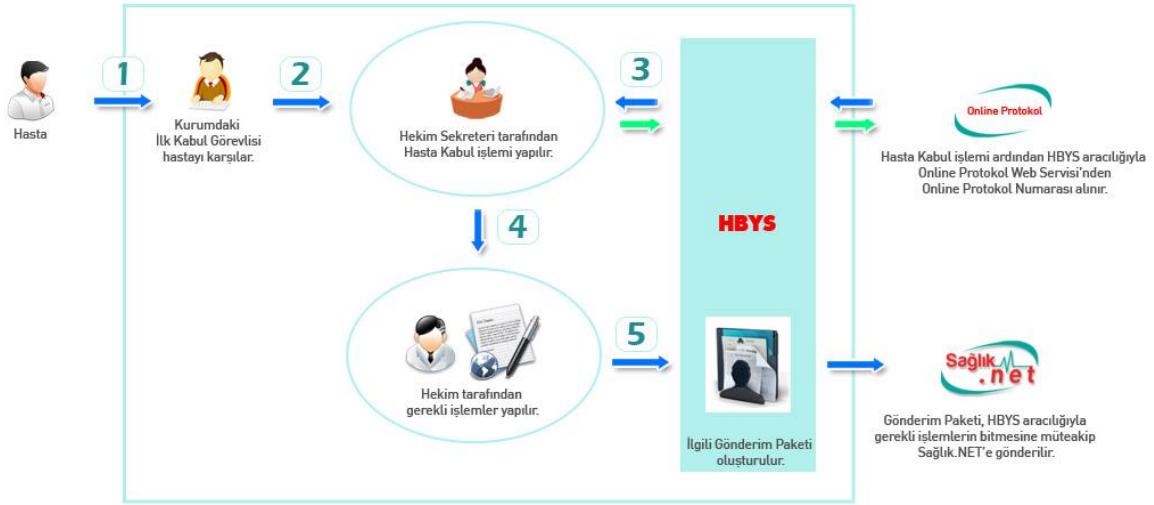 1
2
3
Hasta
Kurumdaki
İlk Kabul Görevlisi
hastayı karşılar.
Hekim Sekreteri tarafından
Hasta Kabul işlemi yapılır.
Online Protokol
Hasta Kabul işlemi ardından HBYS aracılığıyla
Online Protokol Web Servisi'nden
Online Protokol Numarası alınır.
4
HBYS
5
Hekim tarafından
gerekli işlemler yapılır.
İlgili Gönderim Paketi
oluşturulur.
Sağlık
.net
Gönderim Paketi, HBYS aracılığıyla
gerekli işlemlerin bitmesine müteakip
Sağlık.NET'e gönderilir.